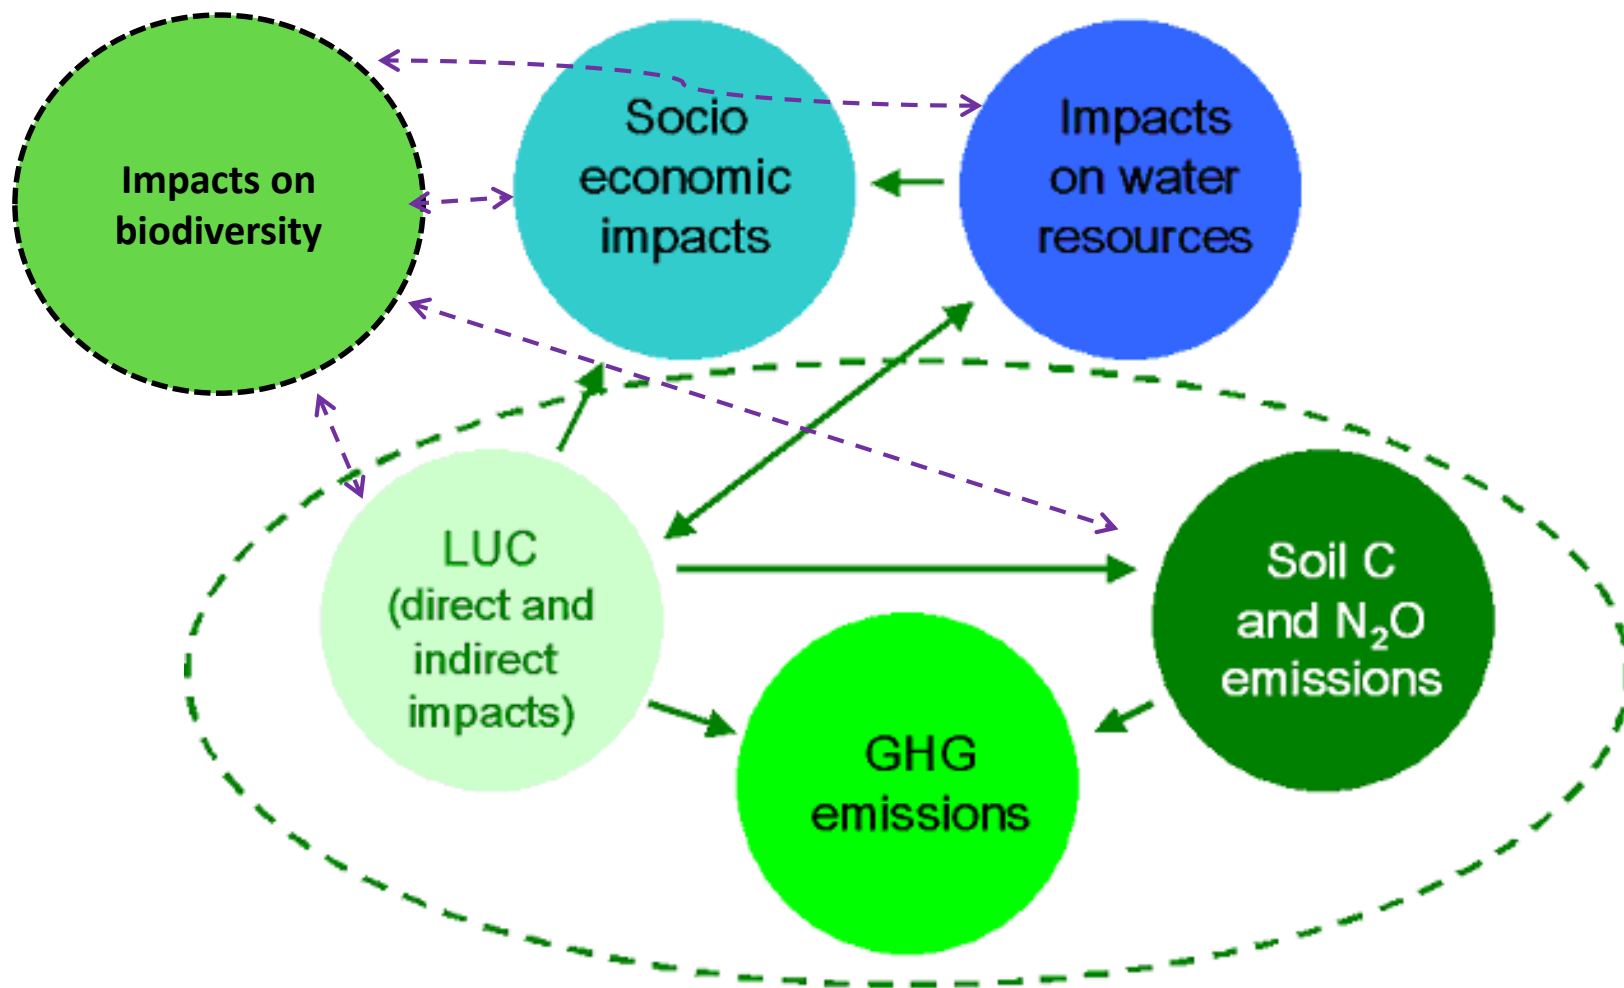 Impacts on
biodiversity
Socio
economic
impacts
Impacts
on water
resources
LUC
(direct and
indirect
impacts)
GHG
emissions
Soil C
and N₂O
emissions